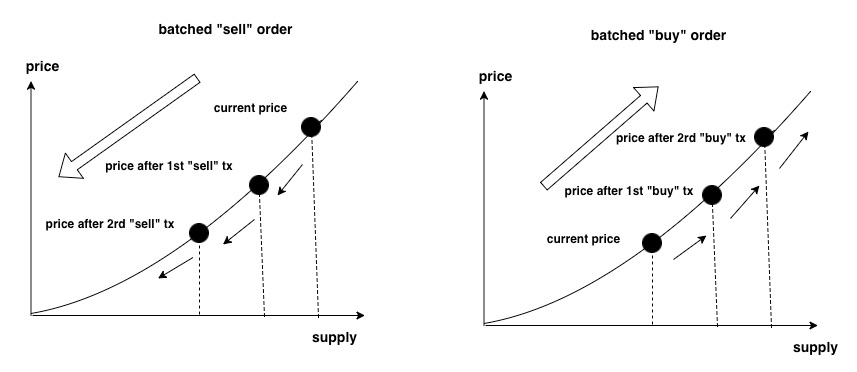 batched "sell" order
price
current price
price after 1st "sell" tx
price after 2rd "sell" tx
supply
batched "buy" order
price
price after 2rd "buy" tx
price after 1st "buy" tx
current price
supply